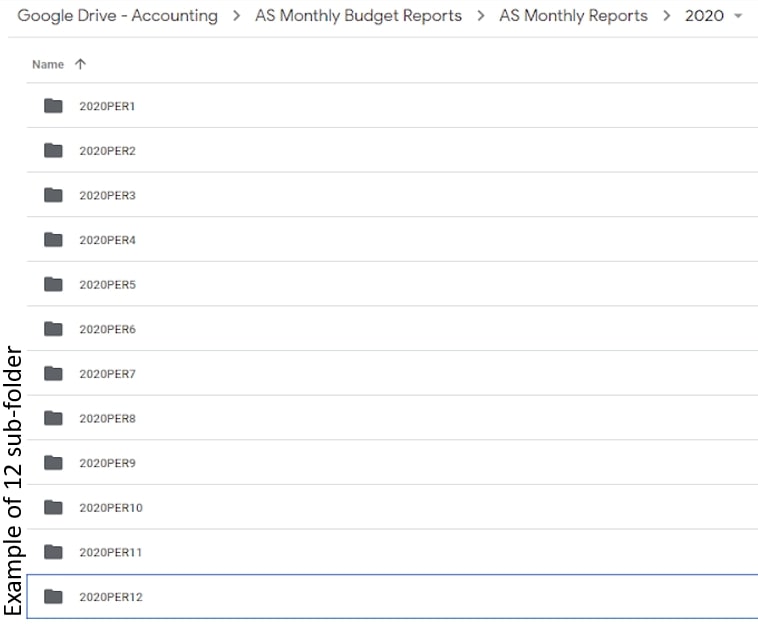 Google Drive - Accounting > AS Monthly Budget Reports > AS Monthly Reports > 2020
Name
2020PER1
2020PER2
2020PER3
2020PER4
2020PER5
2020PER6
2020PER7
2020PER8
2020PER9
2020PER10
2020PER11
2020PER12
Example of 12 sub-folder